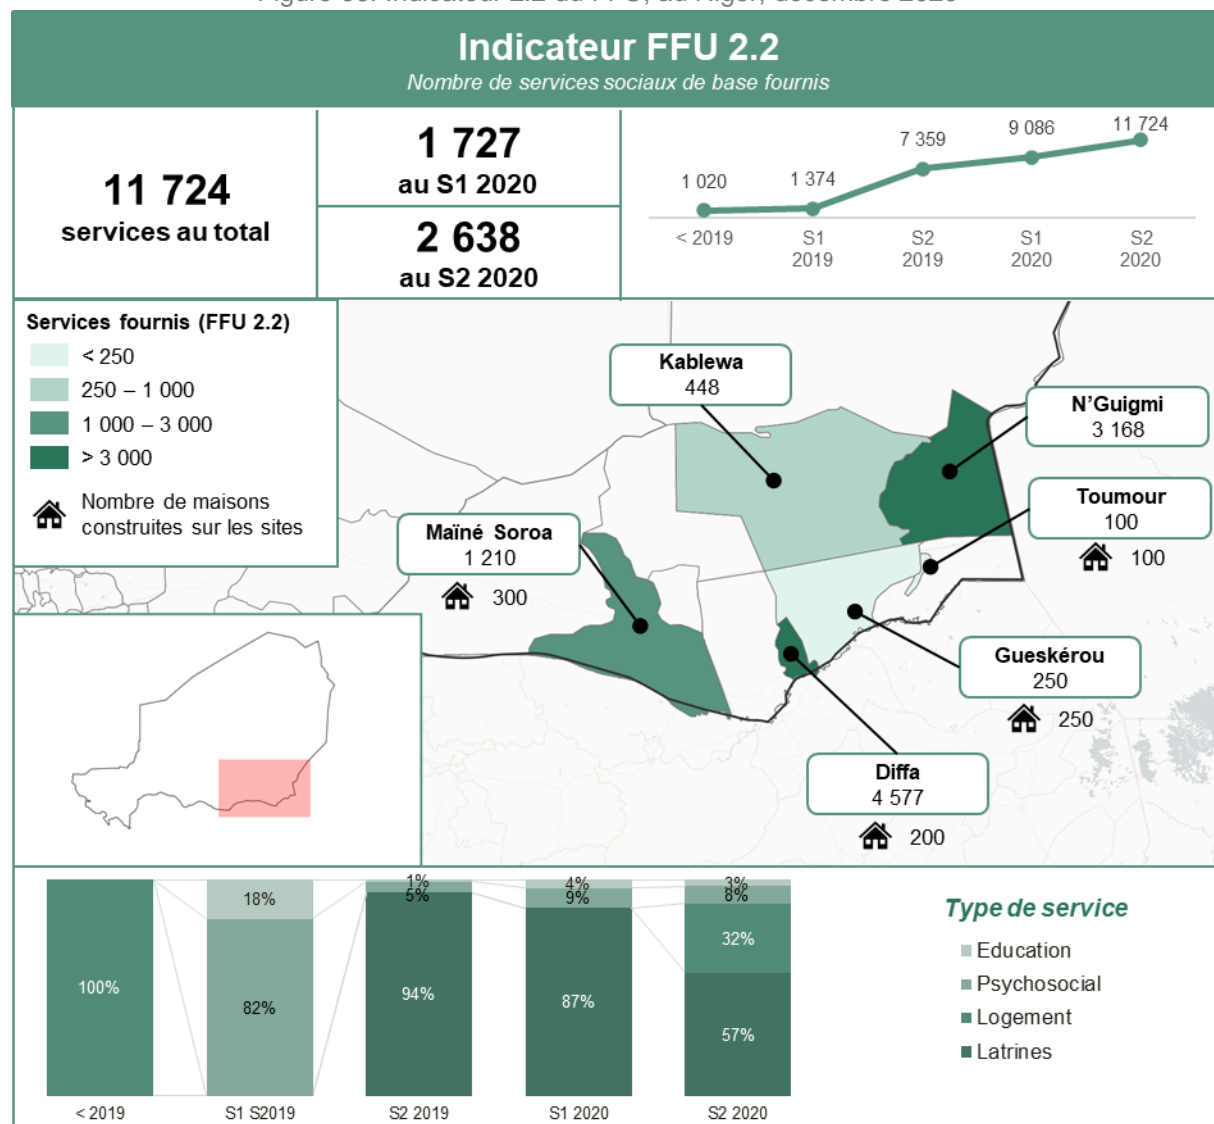 Indicateur FFU 2.2
Nombre de services sociaux de base fournis
11 724
services au total
1 727
au S1 2020
2 638
au S2 2020
1 020
1 374
7 359
9 086
11 724
< 2019
S1
2019
S2
2019
S1
2020
S2
2020
Services fournis (FFU 2.2)
< 250
250 – 1 000
1 000 – 3 000
> 3 000
Nombre de maisons
construites sur les sites
Kablewa
448
N'Guigmi
3 168
Toumour
100
100
Maïné Soroa
1 210
300
Gueskérou
250
250
Diffa
4 577
200
100%
18%
82%
1%
5%
94%
4%
9%
87%
3%
8%
32%
57%
< 2019
S1 S2019
S2 2019
S1 2020
S2 2020
Type de service
Education
Psychosocial
Logement
Latrines